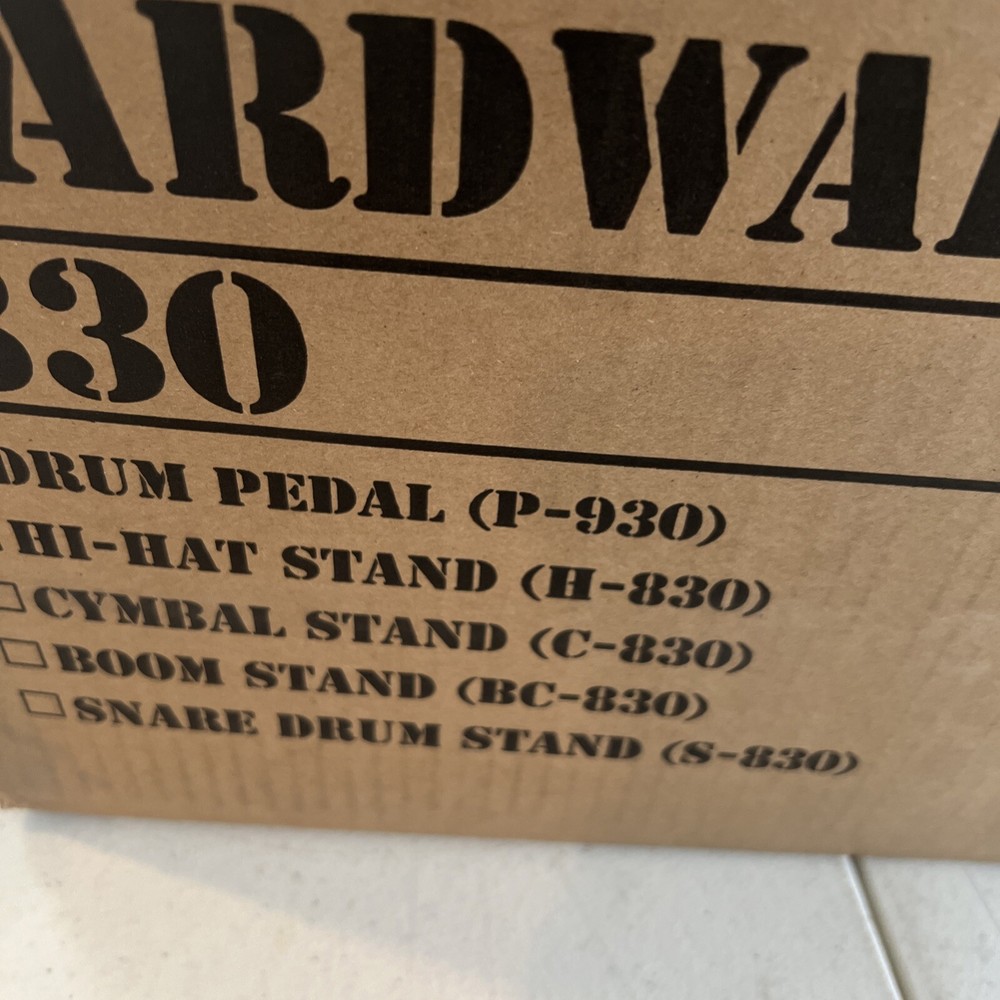 ARDWA
830
DRUM PEDAL (P-930)
HI-HAT STAND (H-830)
CYMBAL STAND (C-830)
BOOM STAND (BC-830)
SNARE DRUM STAND (S-830)